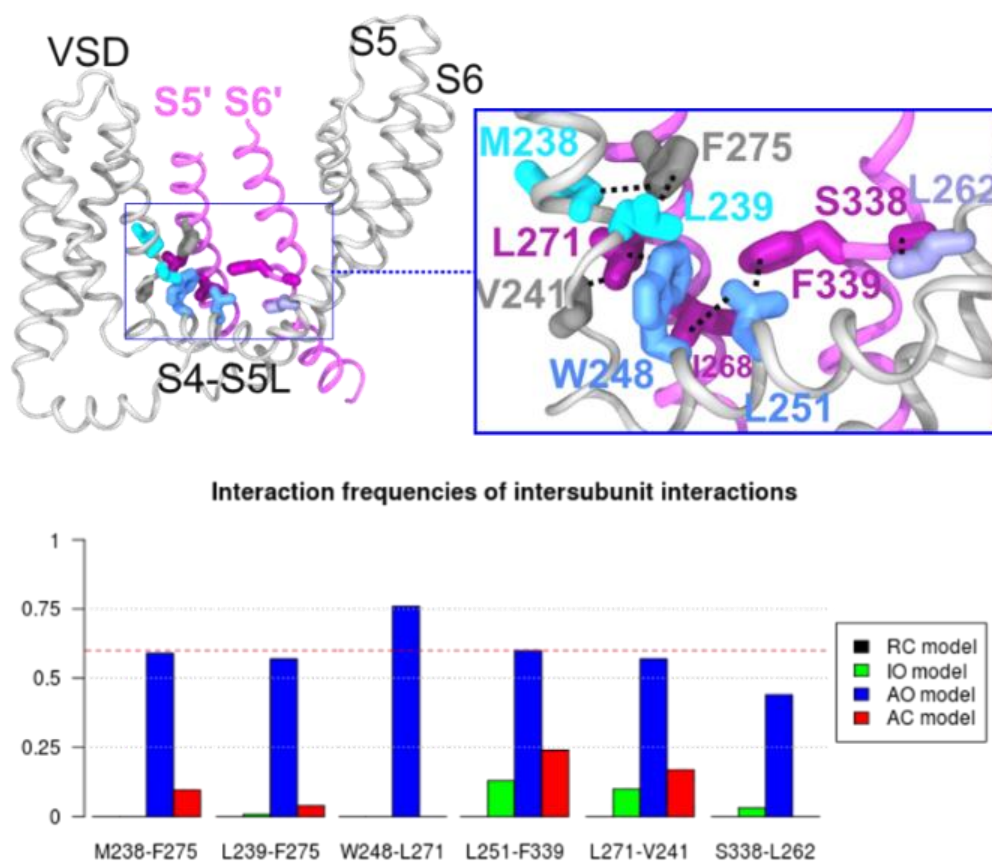 VSD
S5
S6
S5' S6'
S4-S5L
M238
F275
L239
S338
L262
L271
V241
F339
W248
I268
L251
Interaction frequencies of intersubunit interactions
1
0.75
0.5
0.25
0
M238-F275 L239-F275 W248-L271 L251-F339 L271-V241 S338-L262
RC model
IO model
AO model
AC model